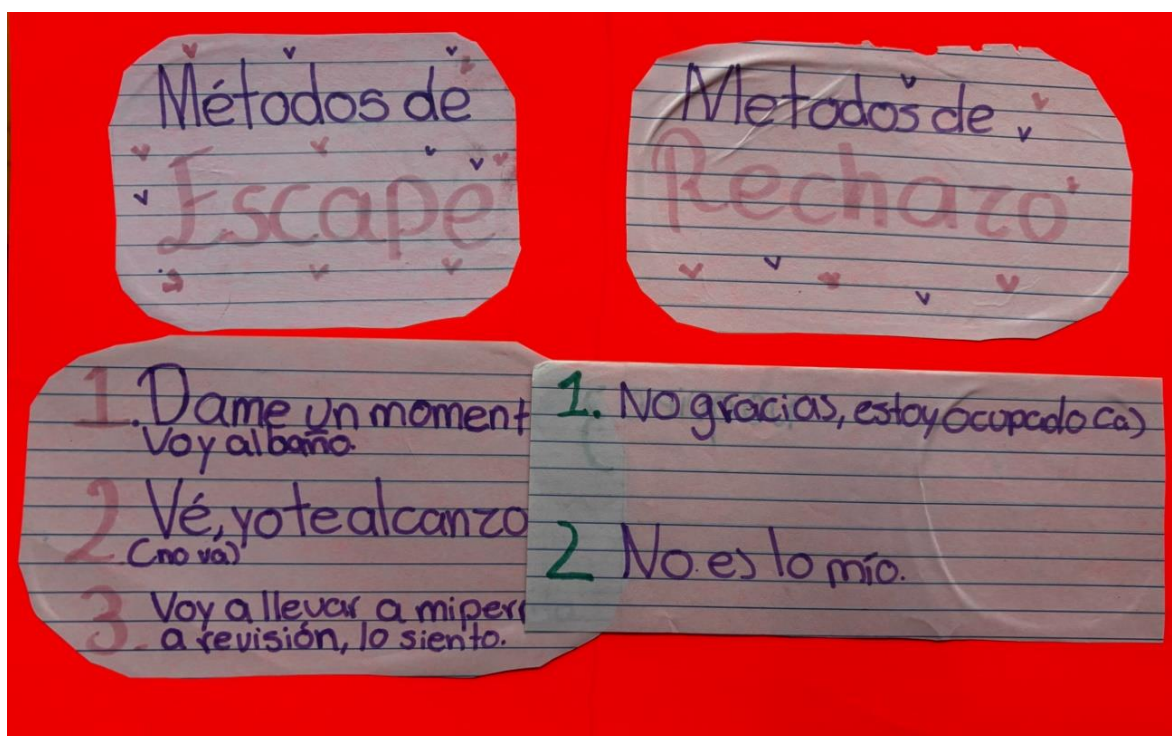 Métodos de
Escape
Metodos de
Rechazo
1. Dame un moment
Voy al baño.
2 Vé, yo te alcanzo
(no va)
3. Voy a llevar a mi perr
a revisión, lo siento.
1. No gracias, estoy ocupado (a)
2 No es lo mío.